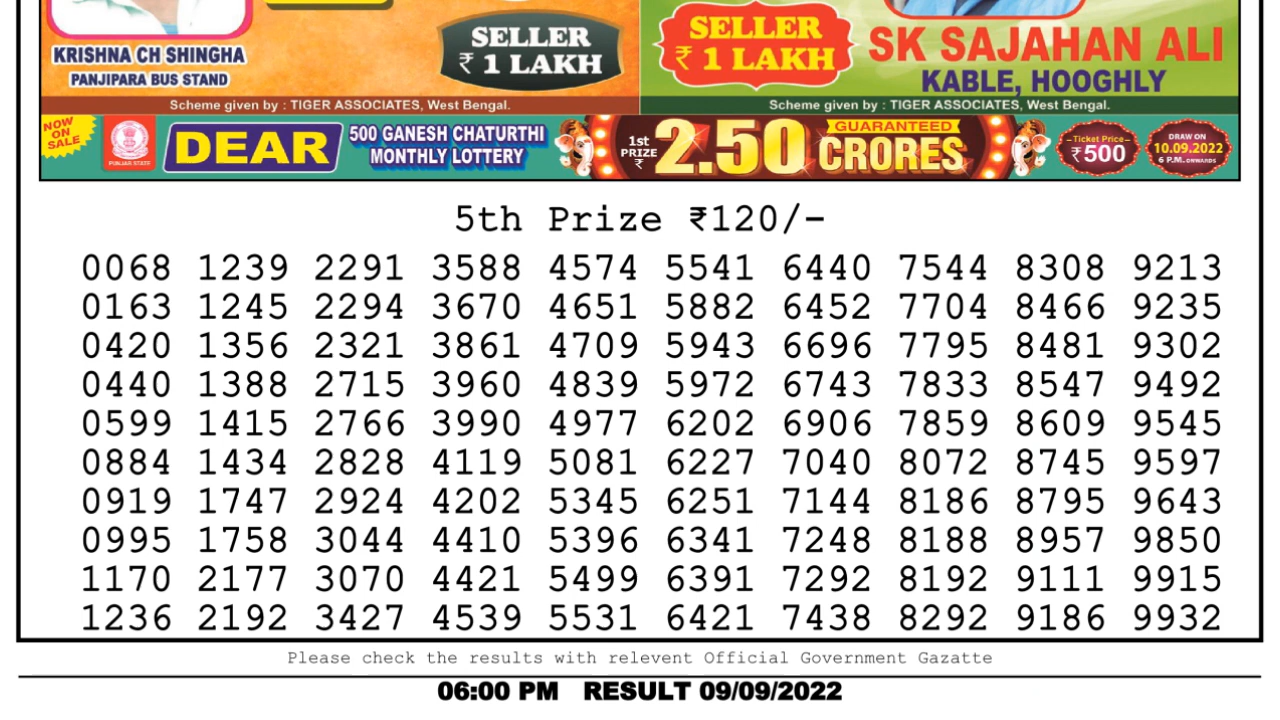 KRISHNA CH SHINGHA
PANJIPARA BUS STAND
SELLER
₹ 1 LAKH
SELLER
₹ 1 LAKH
SK SAJAHAN ALI
KABLE, HOOGHLY
Scheme given by : TIGER ASSOCIATES, West Bengal.
Scheme given by : TIGER ASSOCIATES, West Bengal.
NOW
ON
SALE
PUNJAB STATE
DEAR
500 GANESH CHATURTHI
MONTHLY LOTTERY
1st
PRIZE
₹
2.50
GUARANTEED
CRORES
Ticket Price
₹500
DRAW ON
10.09.2022
6 P.M. ONWARDS
5th Prize ₹120/-
0068 1239 2291 3588 4574 5541 6440 7544 8308 9213
0163 1245 2294 3670 4651 5882 6452 7704 8466 9235
0420 1356 2321 3861 4709 5943 6696 7795 8481 9302
0440 1388 2715 3960 4839 5972 6743 7833 8547 9492
0599 1415 2766 3990 4977 6202 6906 7859 8609 9545
0884 1434 2828 4119 5081 6227 7040 8072 8745 9597
0919 1747 2924 4202 5345 6251 7144 8186 8795 9643
0995 1758 3044 4410 5396 6341 7248 8188 8957 9850
1170 2177 3070 4421 5499 6391 7292 8192 9111 9915
1236 2192 3427 4539 5531 6421 7438 8292 9186 9932
Please check the results with relevent Official Government Gazatte
06:00 PM RESULT 09/09/2022